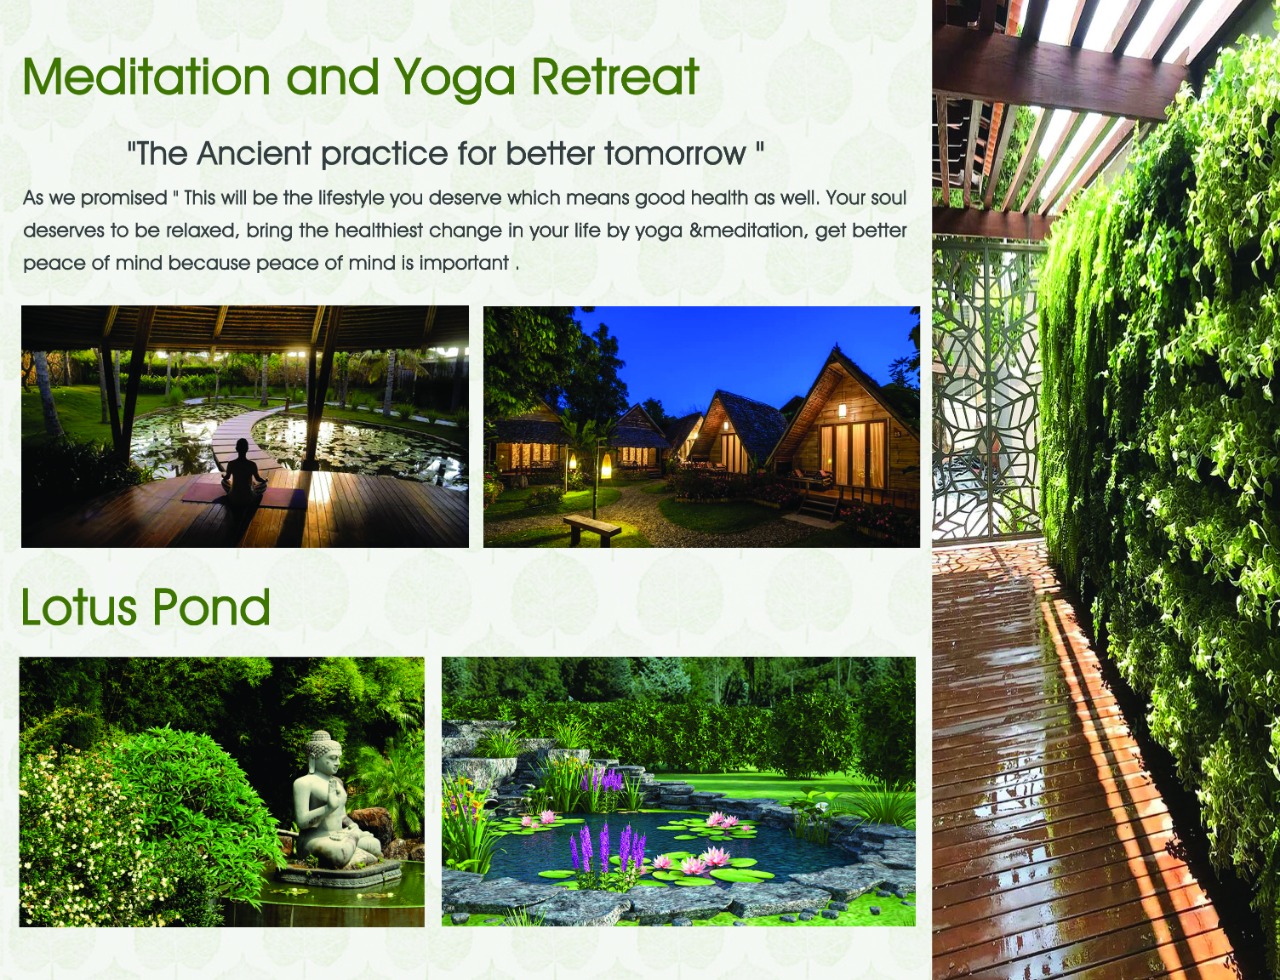 Meditation and Yoga Retreat
"The Ancient practice for better tomorrow "
As we promised " This will be the lifestyle you deserve which means good health as well. Your soul
deserves to be relaxed, bring the healthiest change in your life by yoga &meditation, get better
peace of mind because peace of mind is important .
Lotus Pond